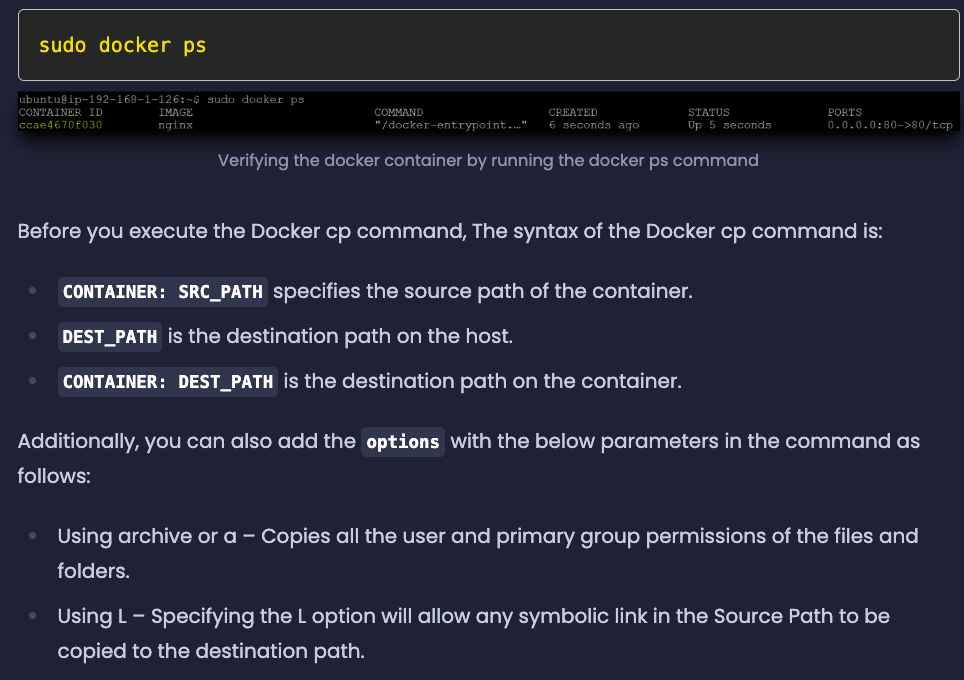 sudo docker ps
ubuntu@ip-192-168-1-126:~$ sudo docker ps
CONTAINER ID IMAGE COMMAND CREATED STATUS PORTS
ccae4670f030 nginx "/docker-entrypoint.…" 6 seconds ago Up 5 seconds 0.0.0.0:80->80/tcp
Verifying the docker container by running the docker ps command
Before you execute the Docker cp command, The syntax of the Docker cp command is:
CONTAINER: SRC_PATH specifies the source path of the container.
DEST_PATH is the destination path on the host.
CONTAINER: DEST_PATH is the destination path on the container.
Additionally, you can also add the options with the below parameters in the command as
follows:
Using archive or a – Copies all the user and primary group permissions of the files and
folders.
Using L – Specifying the L option will allow any symbolic link in the Source Path to be
copied to the destination path.